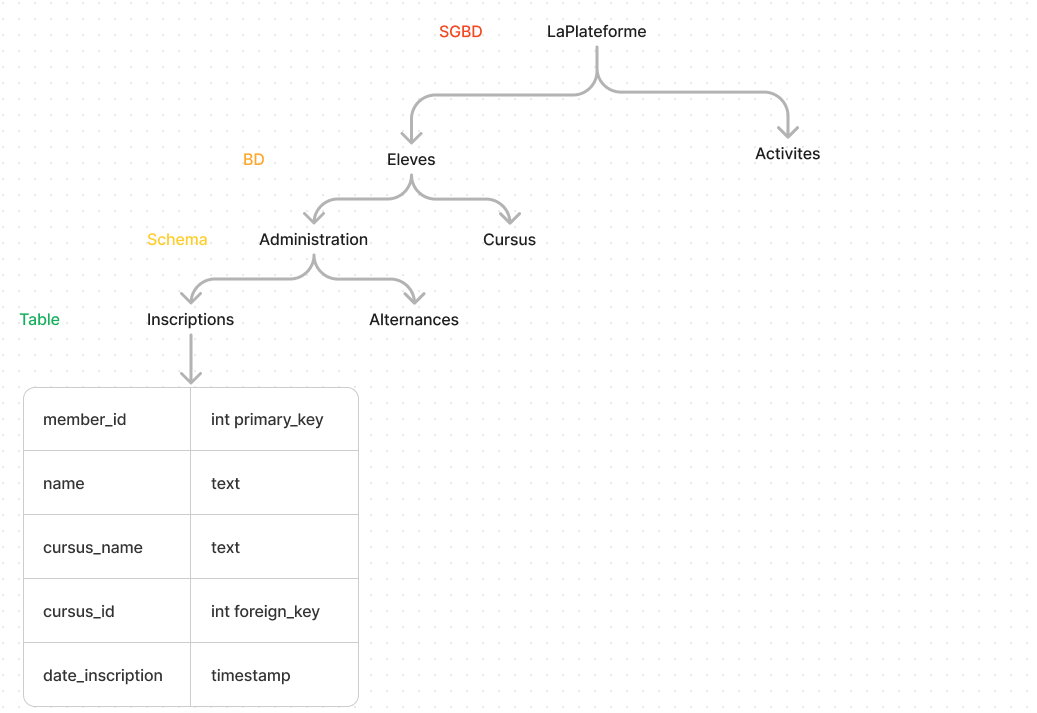 SGBD LaPlateforme
BD Eleves Activites
Schema Administration Cursus
Table Inscriptions Alternances
member_id int primary_key
name text
cursus_name text
cursus_id int foreign_key
date_inscription timestamp